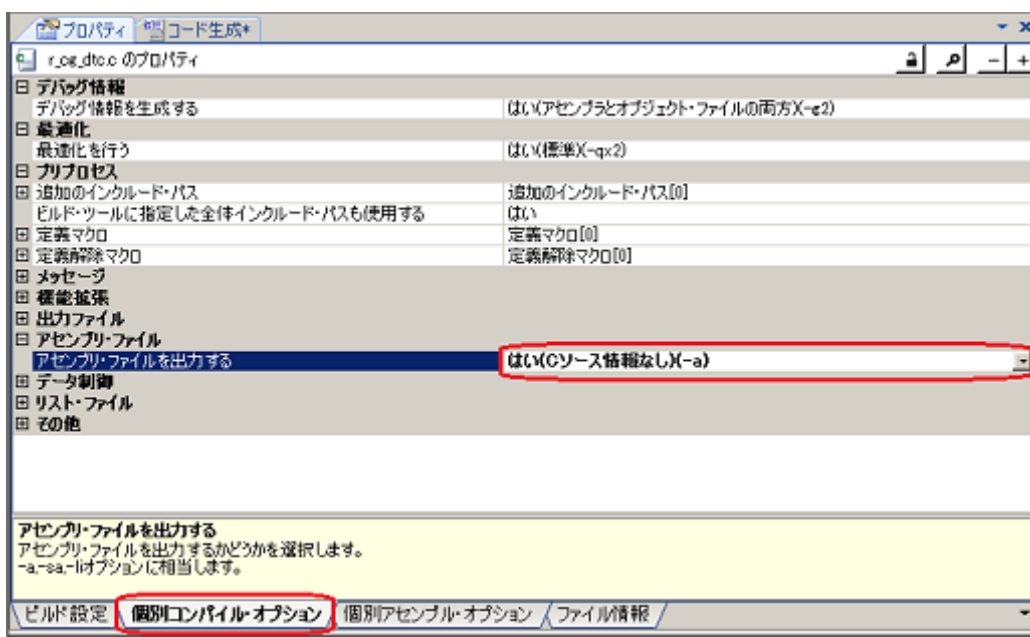 プロパティ コード生成*
r_cg_dtc.c のプロパティ
デバッグ情報
デバッグ情報を生成する はい(アセンブラとオブジェクト・ファイルの両方)(-g2)
最適化
最適化を行う はい(標準)(-qx2)
プリプロセス
追加のインクルード・パス 追加のインクルード・パス[0]
ビルド・ツールに指定した全体インクルード・パスも使用する はい
定義マクロ 定義マクロ[0]
定義解除マクロ 定義解除マクロ[0]
メッセージ
機能拡張
出力ファイル
アセンブリ・ファイル
アセンブリ・ファイルを出力する はい(Cソース情報なし)(-a)
データ制御
リスト・ファイル
その他
アセンブリ・ファイルを出力する
アセンブリ・ファイルを出力するかどうかを選択します。
-a,-sa,-liオプションに相当します。
ビルド設定 個別コンパイル・オプション 個別アセンブル・オプション ファイル情報